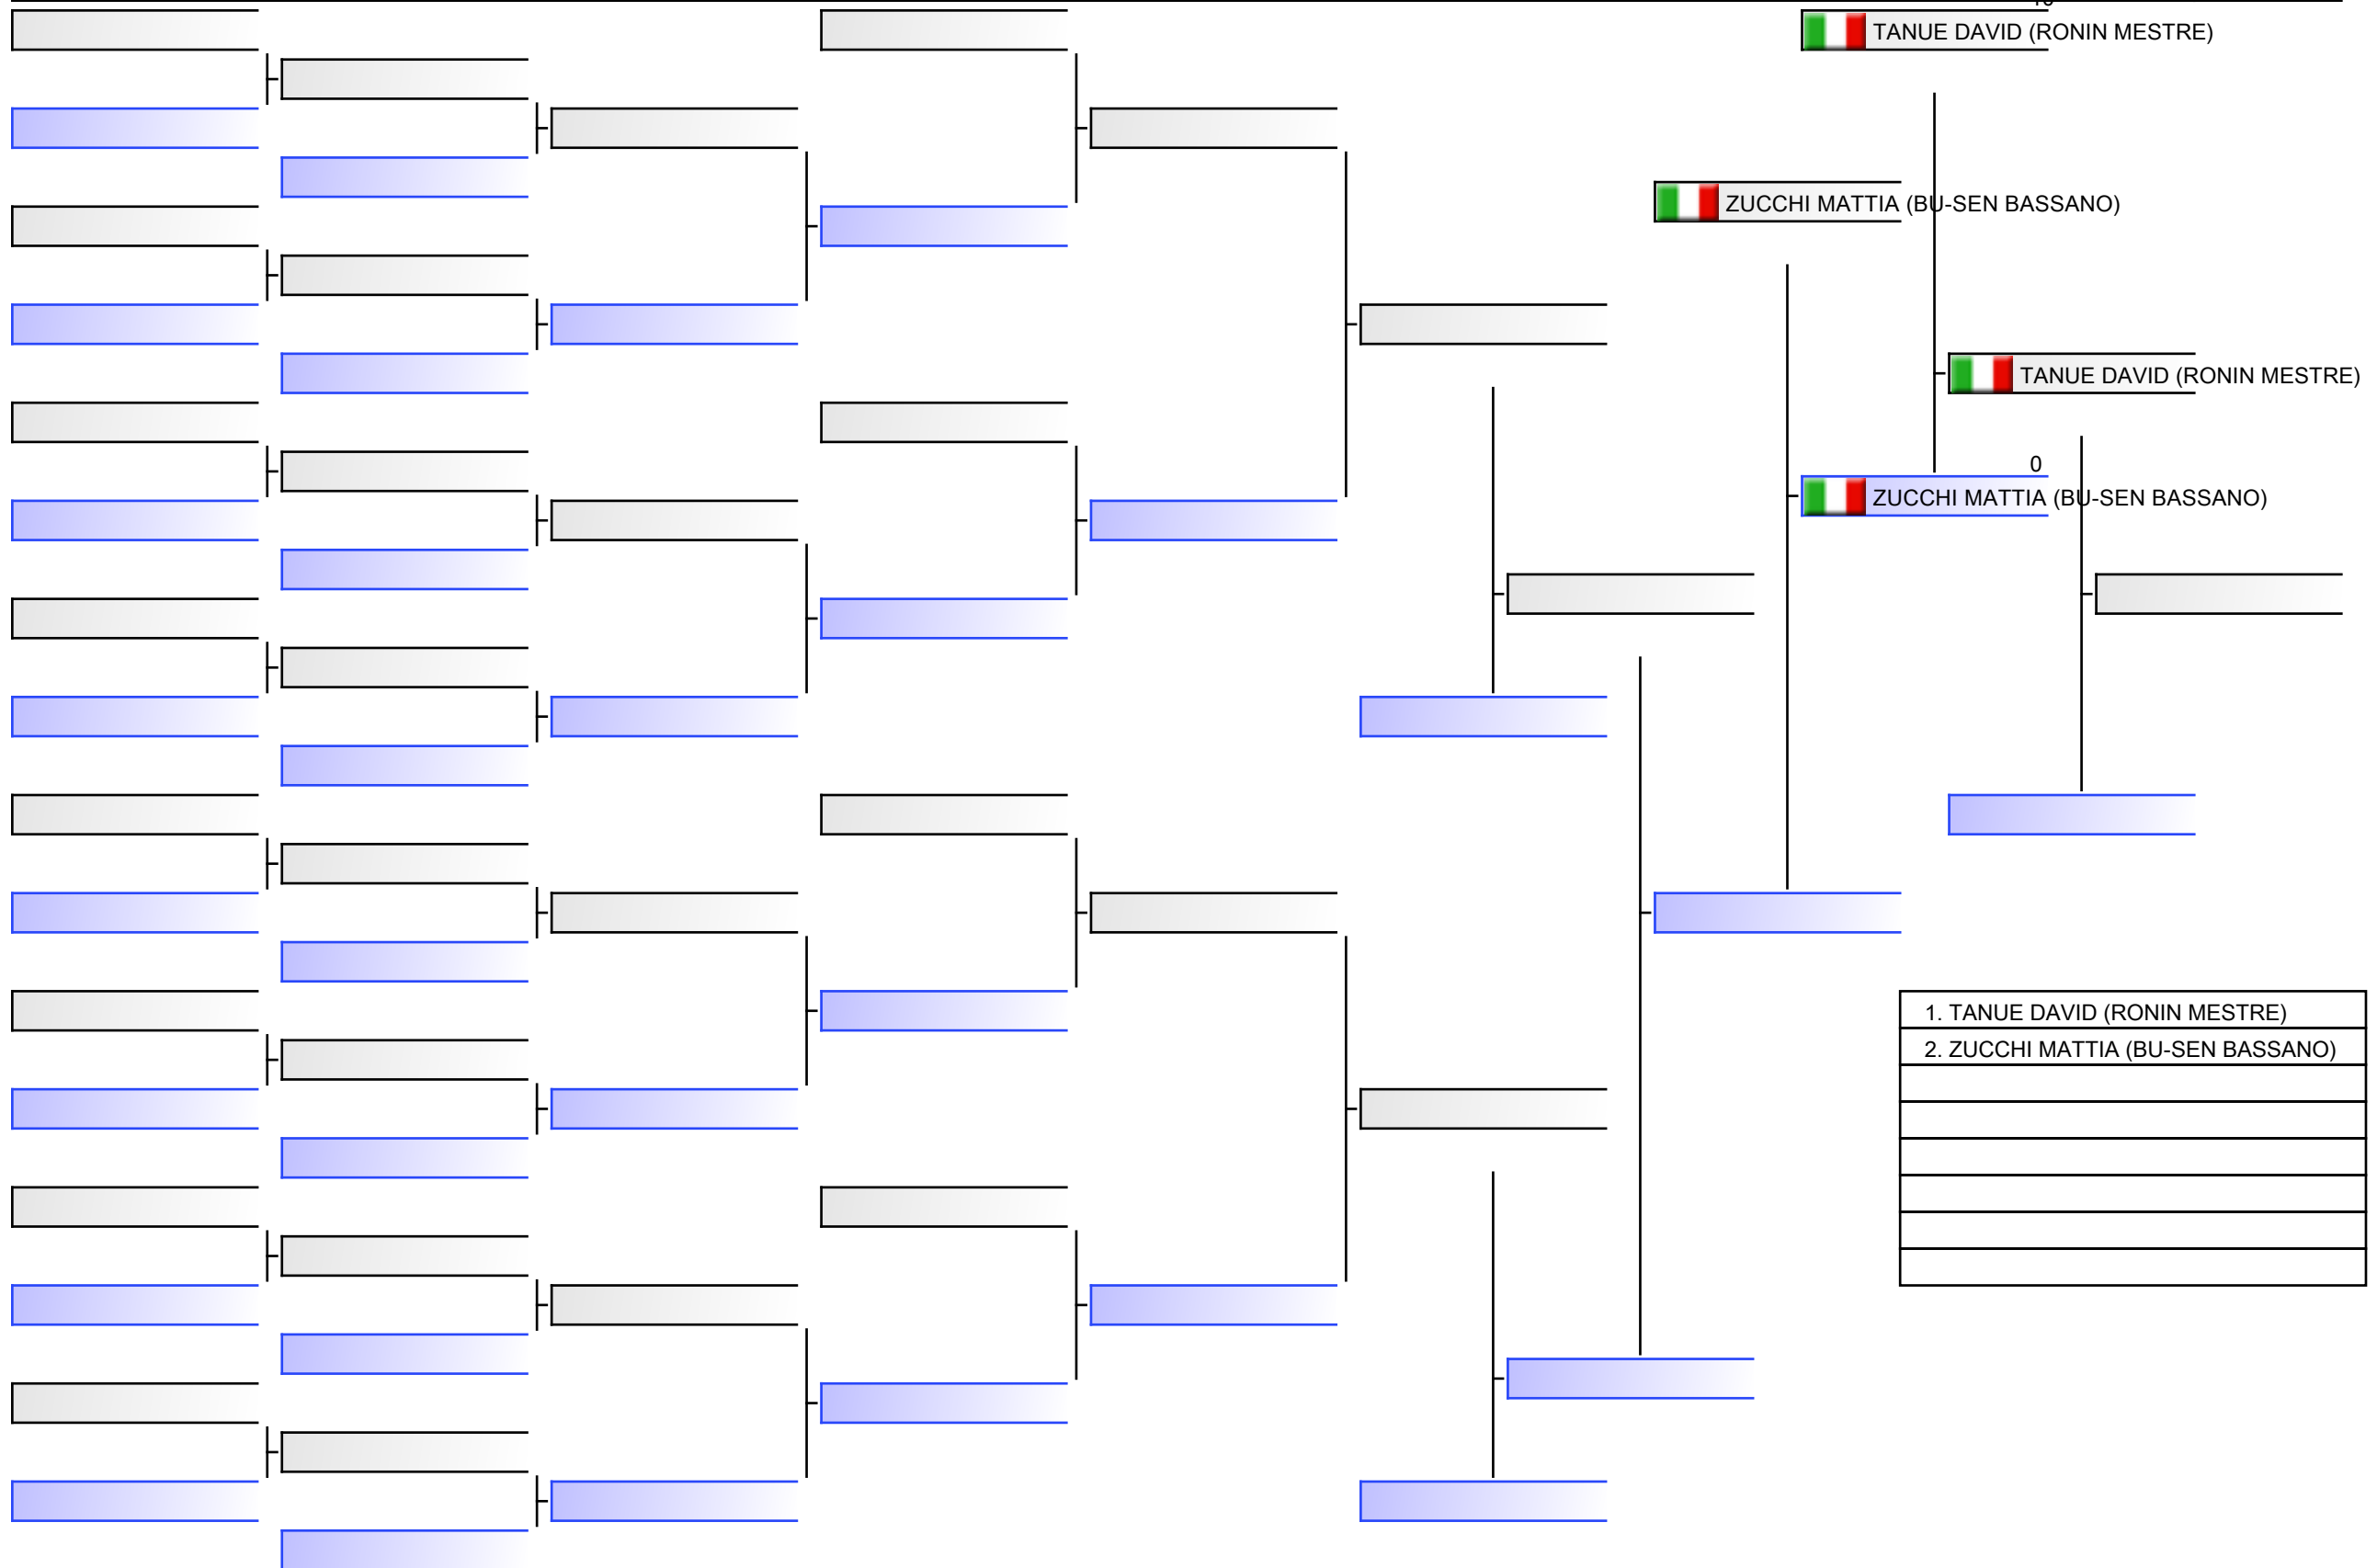 TANUE DAVID (RONIN MESTRE)
ZUCCHI MATTIA (BU-SEN BASSANO)
TANUE DAVID (RONIN MESTRE)
0
ZUCCHI MATTIA (BU-SEN BASSANO)
1. TANUE DAVID (RONIN MESTRE)
2. ZUCCHI MATTIA (BU-SEN BASSANO)